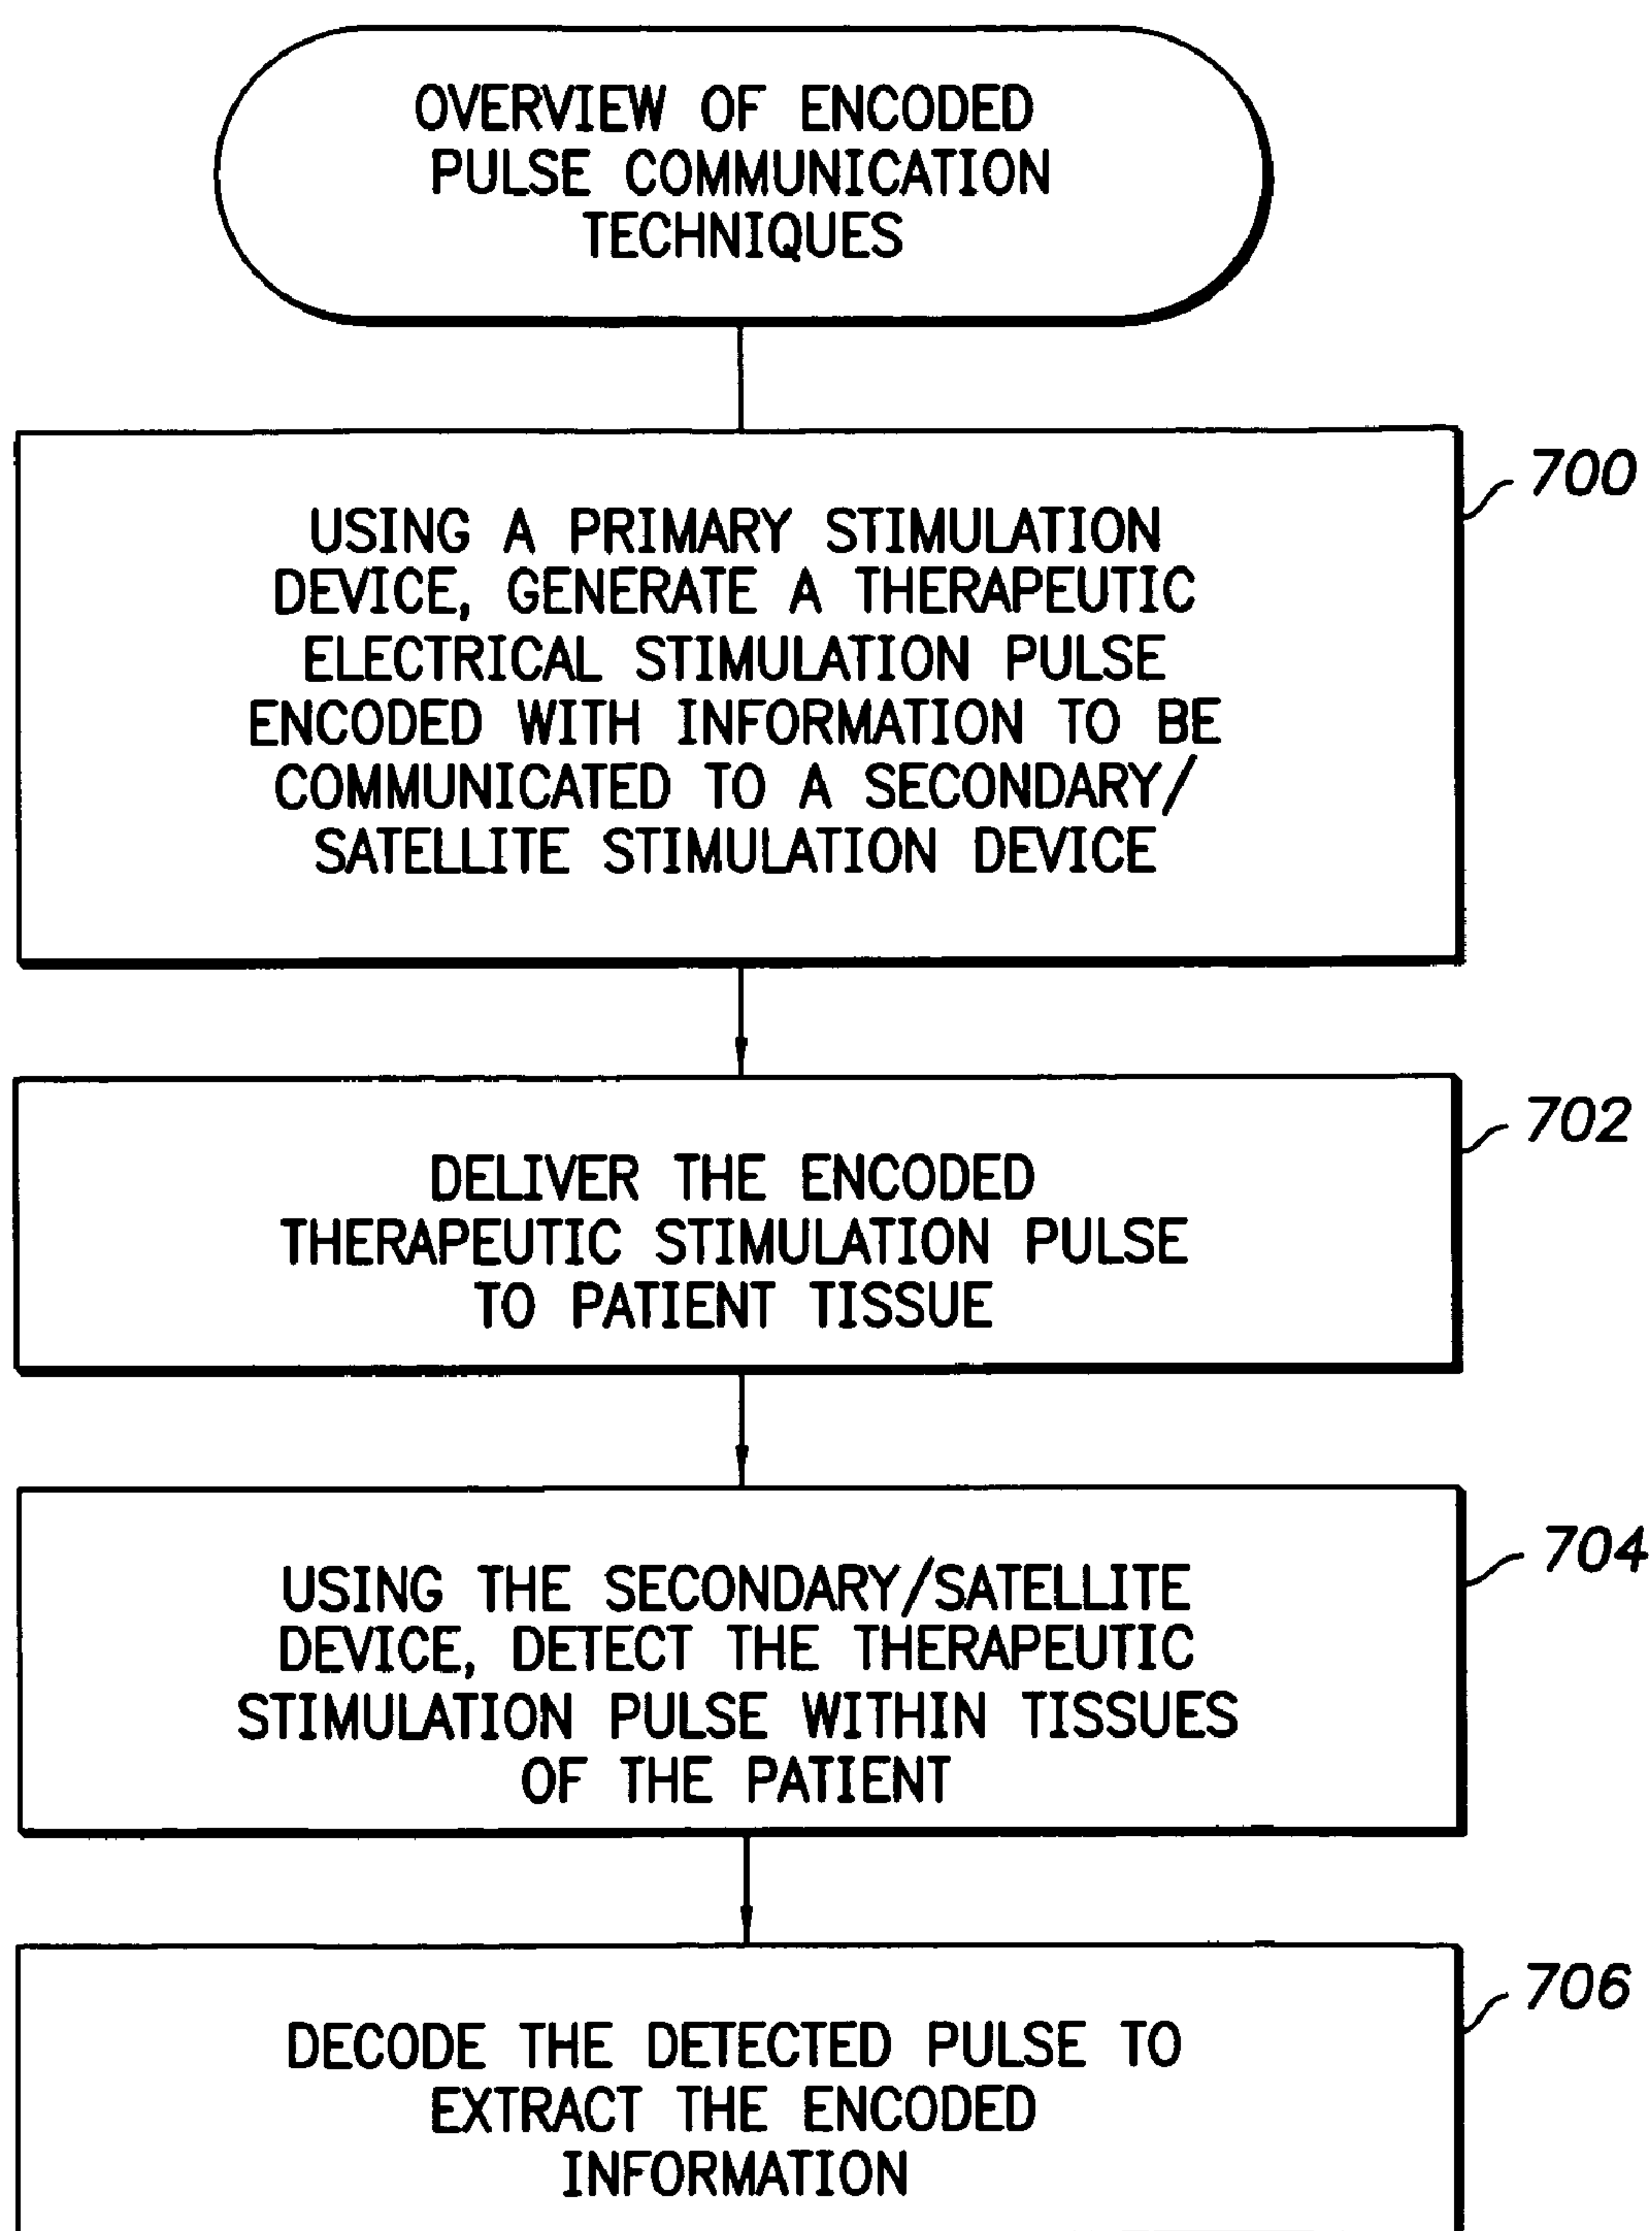 OVERVIEW OF ENCODED
PULSE COMMUNICATION
TECHNIQUES
700
USING A PRIMARY STIMULATION
DEVICE, GENERATE A THERAPEUTIC
ELECTRICAL STIMULATION PULSE
ENCODED WITH INFORMATION TO BE
COMMUNICATED TO A SECONDARY/
SATELLITE STIMULATION DEVICE
702
DELIVER THE ENCODED
THERAPEUTIC STIMULATION PULSE
TO PATIENT TISSUE
704
USING THE SECONDARY/SATELLITE
DEVICE, DETECT THE THERAPEUTIC
STIMULATION PULSE WITHIN TISSUES
OF THE PATIENT
706
DECODE THE DETECTED PULSE TO
EXTRACT THE ENCODED
INFORMATION